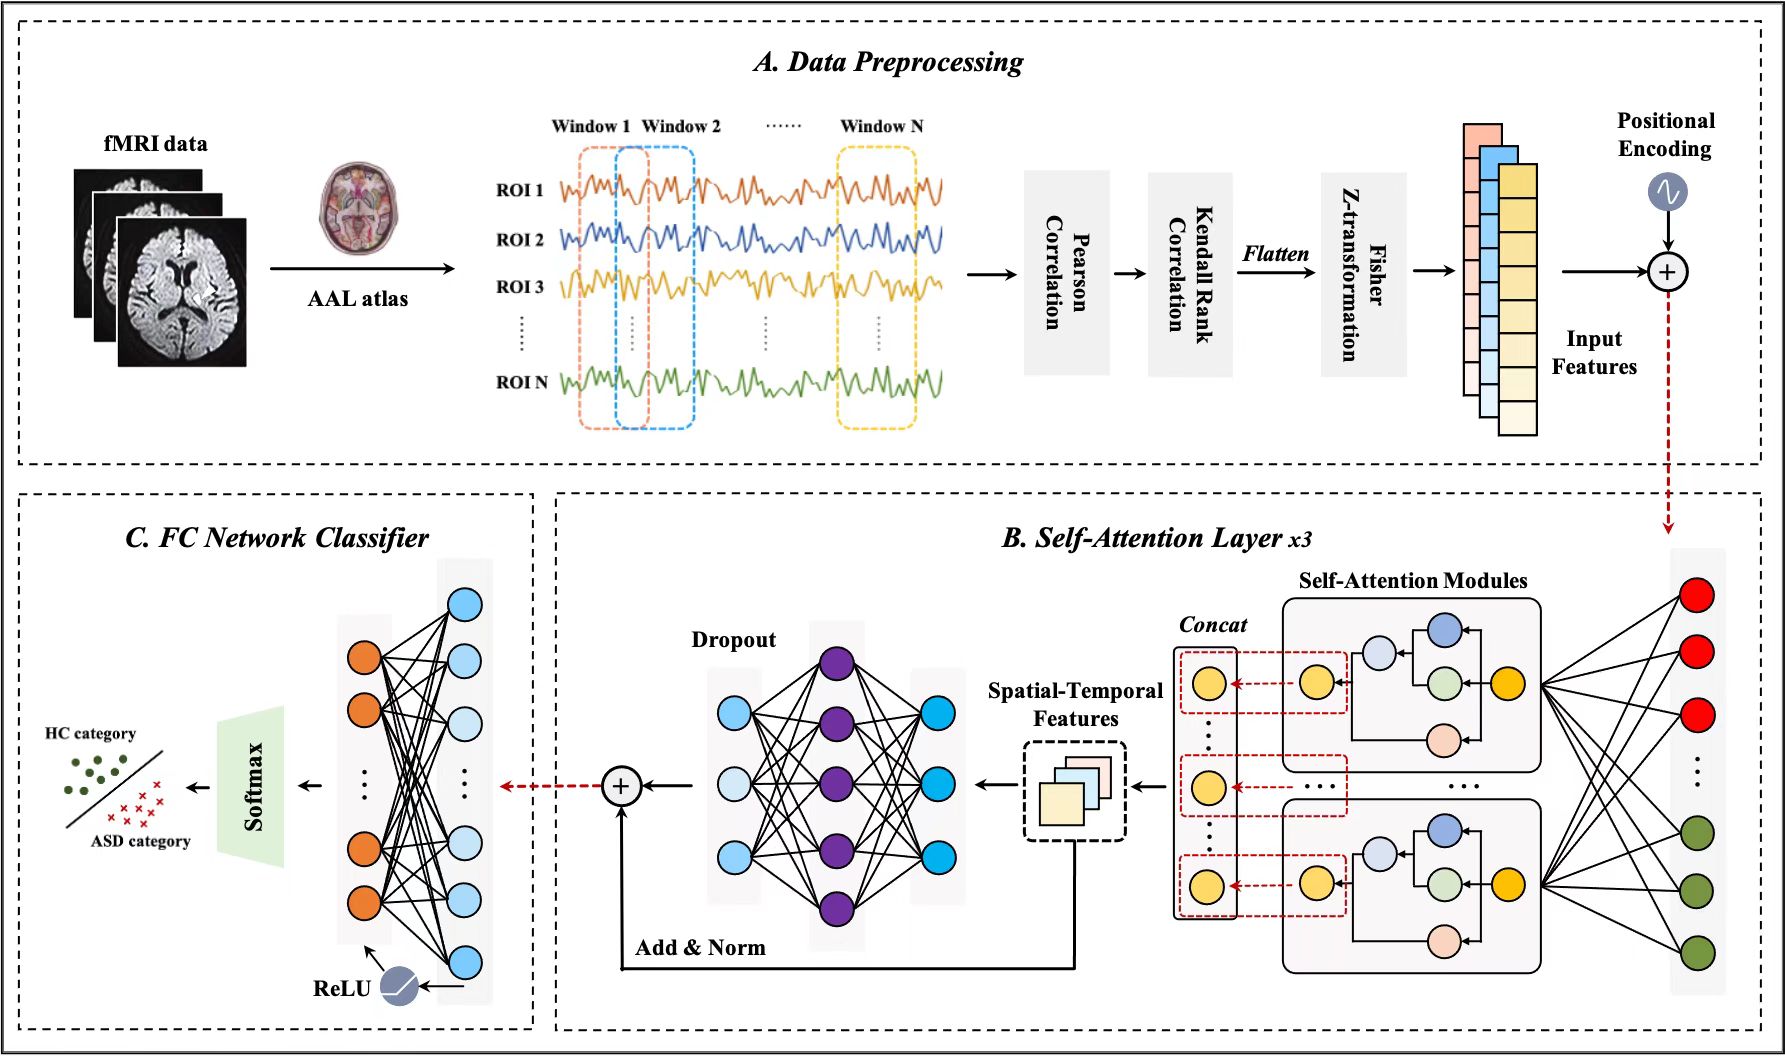 A. Data Preprocessing
fMRI data
AAL atlas
Window 1
Window 2
......
Window N
ROI 1
ROI 2
ROI 3
ROI N
Pearson
Correlation
Kendall Rank
Correlation
Flatten
Fisher
Z-transformation
Input
Features
Positional
Encoding
+
B. Self-Attention Layer x3
Self-Attention Modules
Concat
Spatial-Temporal
Features
Dropout
Add & Norm
+
C. FC Network Classifier
ReLU
Softmax
HC category
ASD category